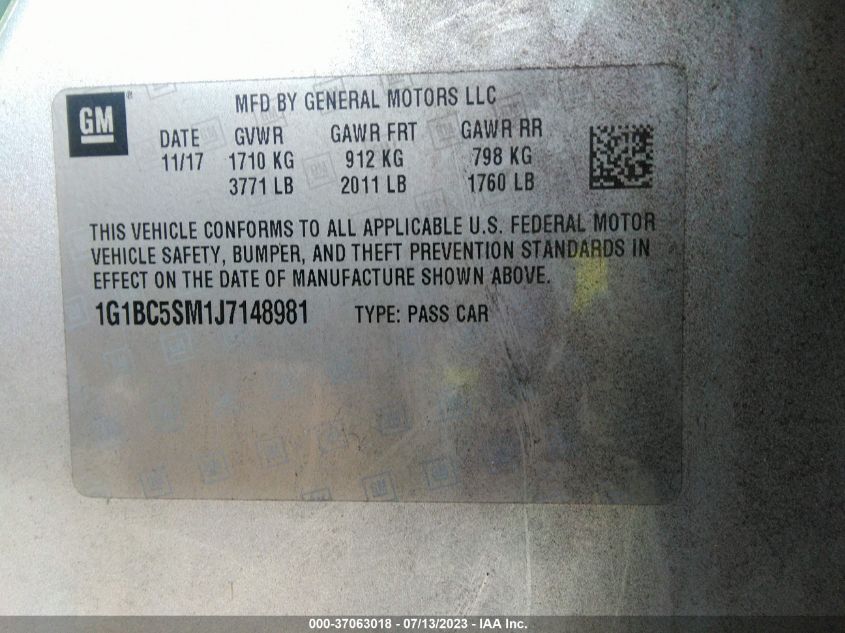 GM ®
MFD BY GENERAL MOTORS LLC
DATE GVWR GAWR FRT GAWR RR
11/17 1710 KG 912 KG 798 KG
3771 LB 2011 LB 1760 LB
THIS VEHICLE CONFORMS TO ALL APPLICABLE U.S. FEDERAL MOTOR
VEHICLE SAFETY, BUMPER, AND THEFT PREVENTION STANDARDS IN
EFFECT ON THE DATE OF MANUFACTURE SHOWN ABOVE.
1G1BC5SM1J7148981 TYPE: PASS CAR
000-37063018 - 07/13/2023 - IAA Inc.